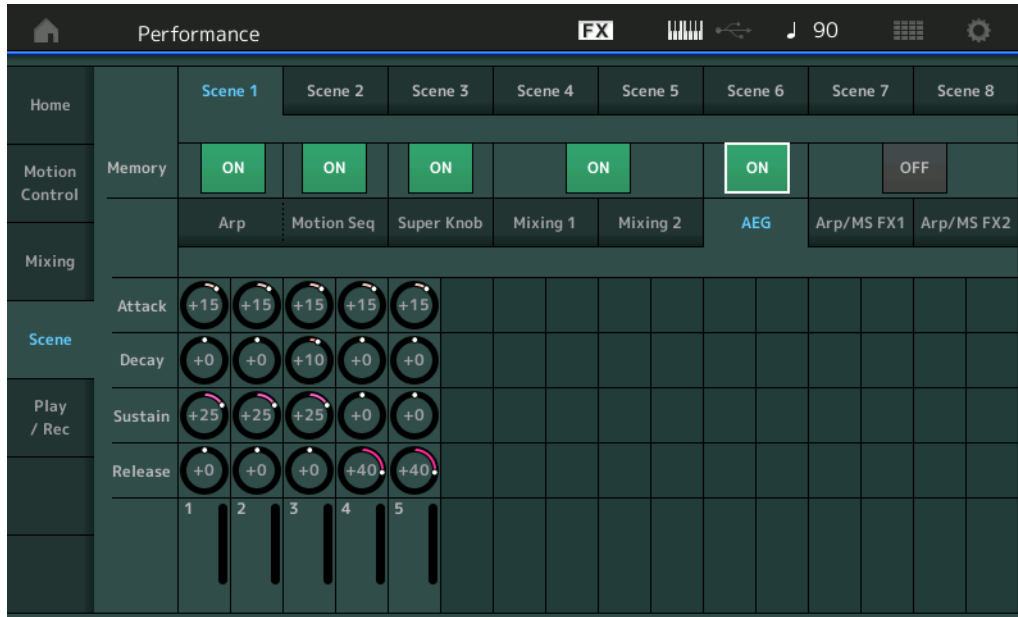 Performance FX 90
Home
Scene 1 Scene 2 Scene 3 Scene 4 Scene 5 Scene 6 Scene 7 Scene 8
Motion
Control
Memory ON ON ON ON ON OFF
Arp Motion Seq Super Knob Mixing 1 Mixing 2 AEG Arp/MS FX1 Arp/MS FX2
Mixing
Attack +15 +15 +15 +15 +15
Scene
Decay +0 +0 +10 +0 +0
Play
/ Rec
Sustain +25 +25 +25 +0 +0
Release +0 +0 +0 +40 +40
1 2 3 4 5